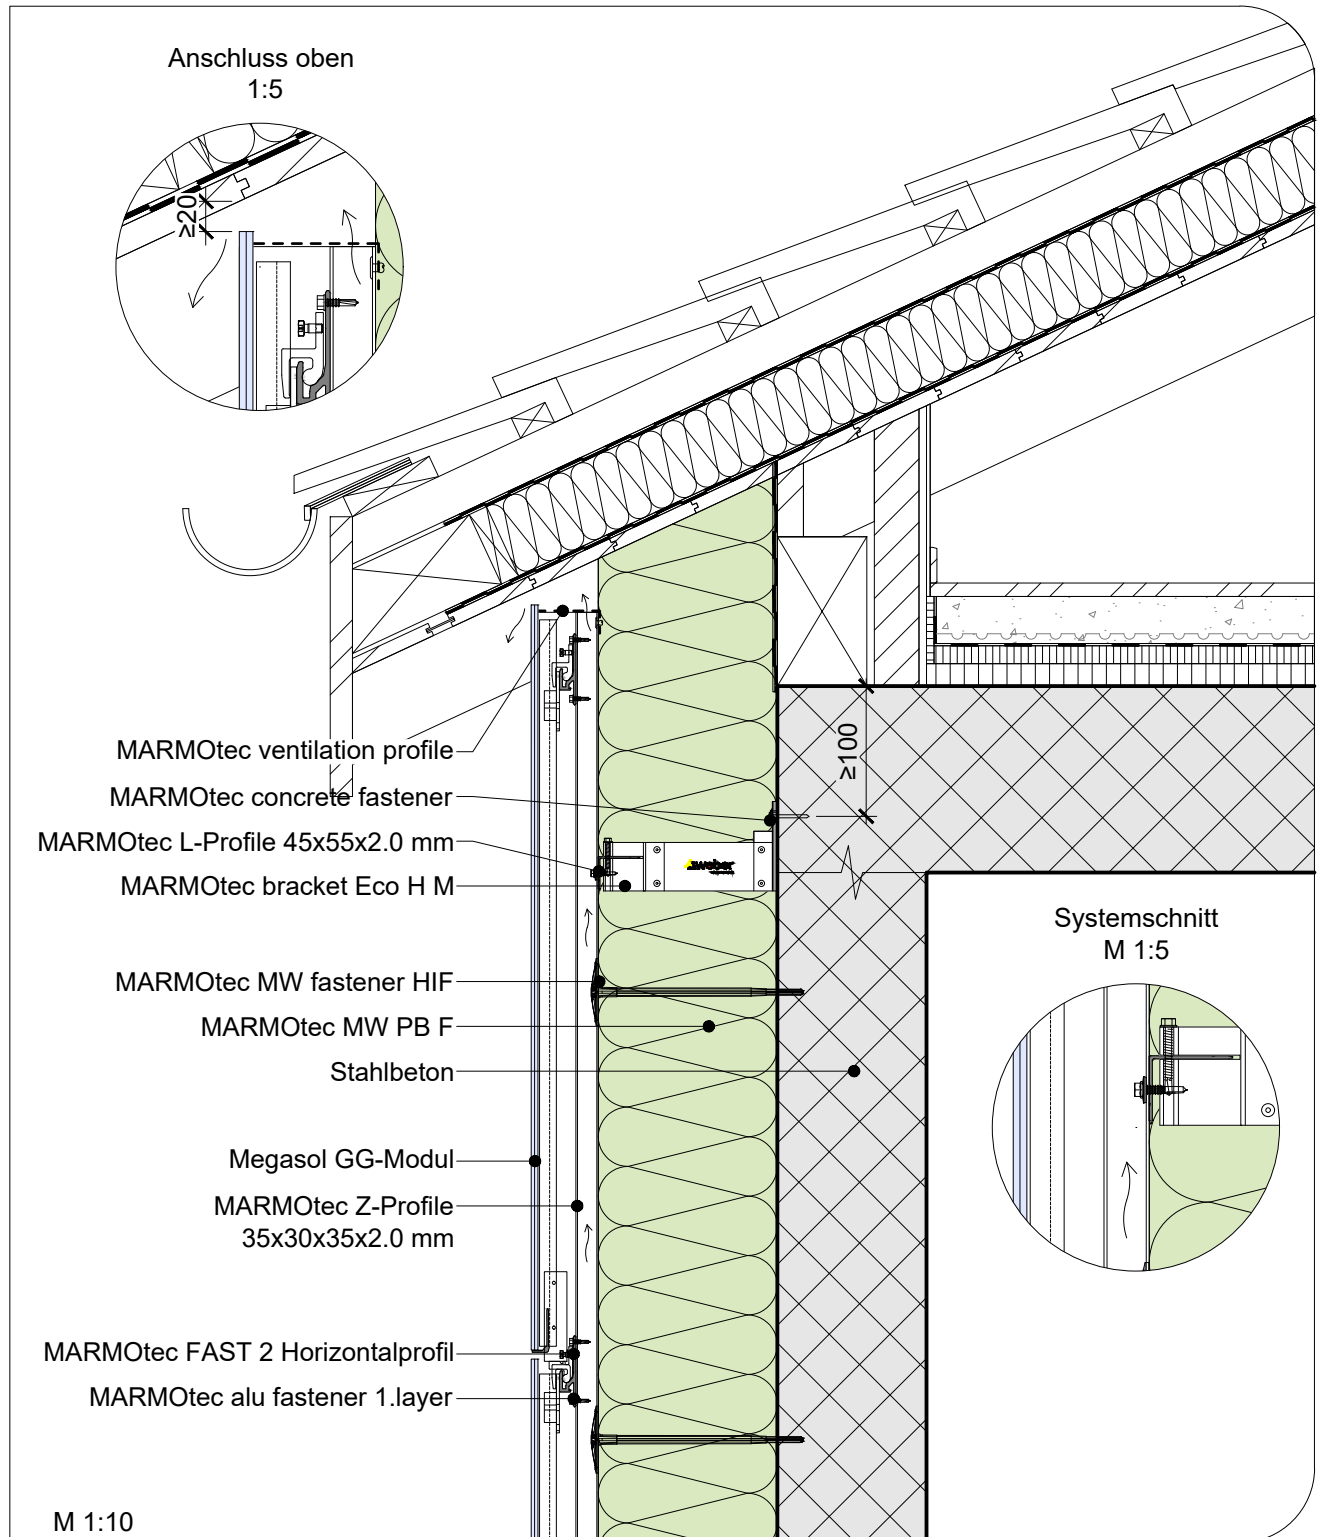 Anschluss oben
1:5
≥20
MARMOtec ventilation profile
MARMOtec concrete fastener
MARMOtec L-Profile 45x55x2.0 mm
MARMOtec bracket Eco H M
≥100
weber
Systemschnitt
M 1:5
MARMOtec MW fastener HIF
MARMOtec MW PB F
Stahlbeton
Megasol GG-Modul
MARMOtec Z-Profile
35x30x35x2.0 mm
MARMOtec FAST 2 Horizontalprofil
MARMOtec alu fastener 1.layer
M 1:10